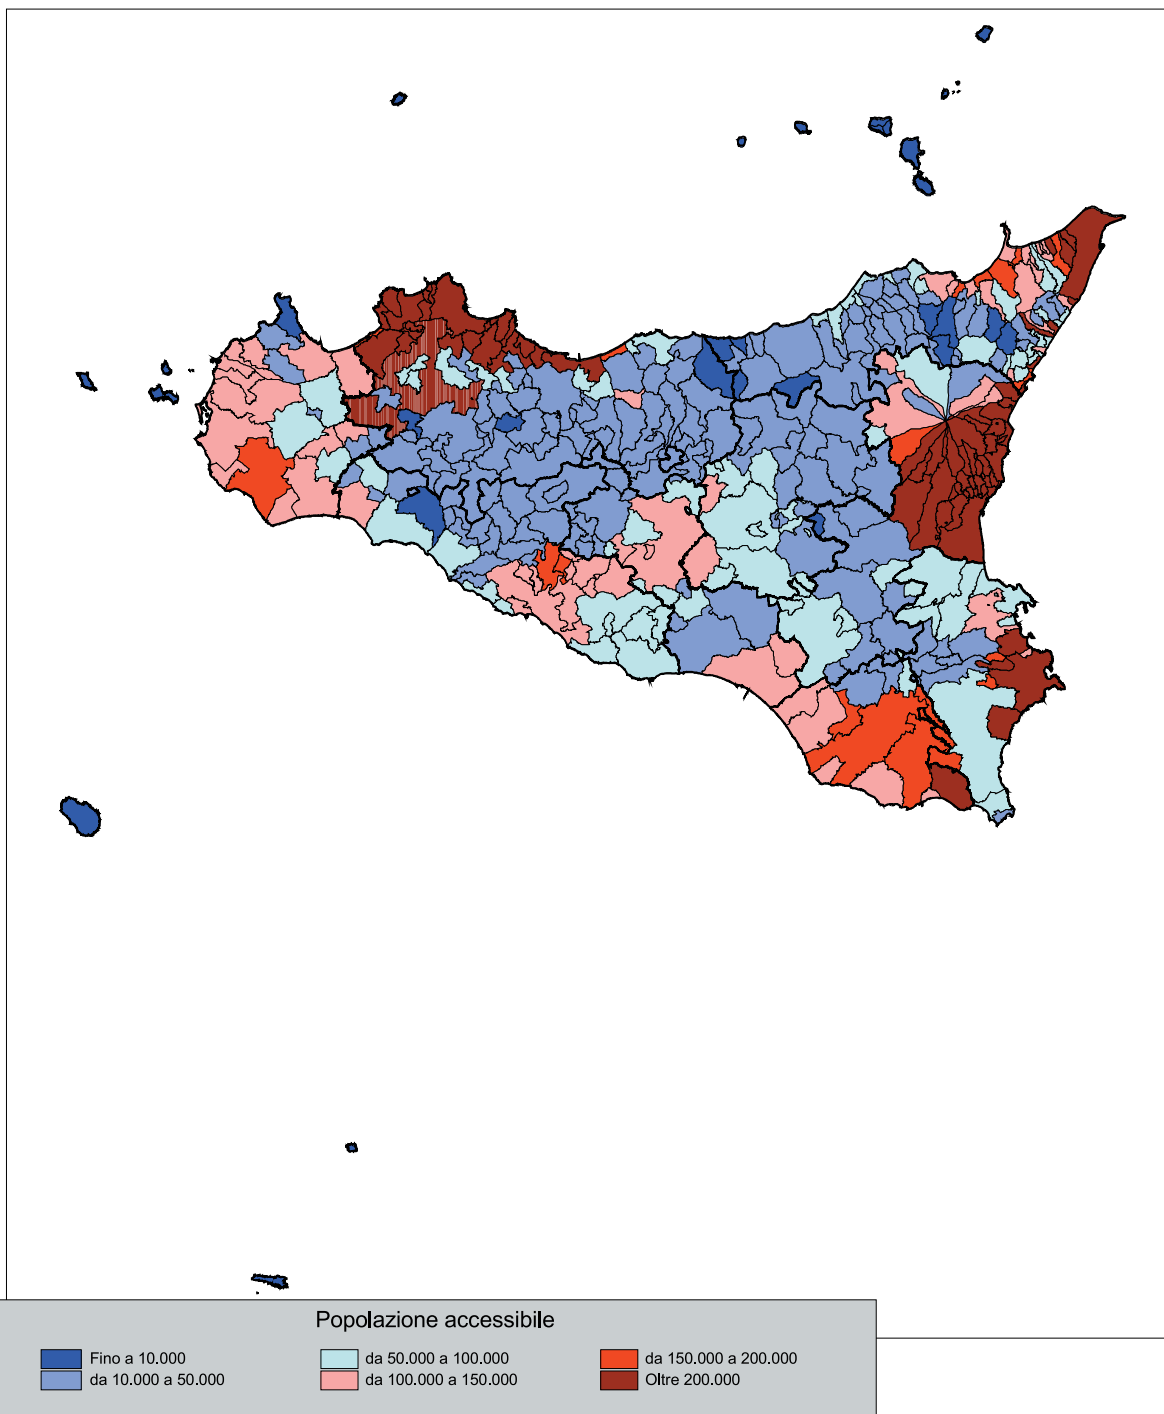 Popolazione accessibile
Fino a 10.000
da 10.000 a 50.000
da 50.000 a 100.000
da 100.000 a 150.000
da 150.000 a 200.000
Oltre 200.000